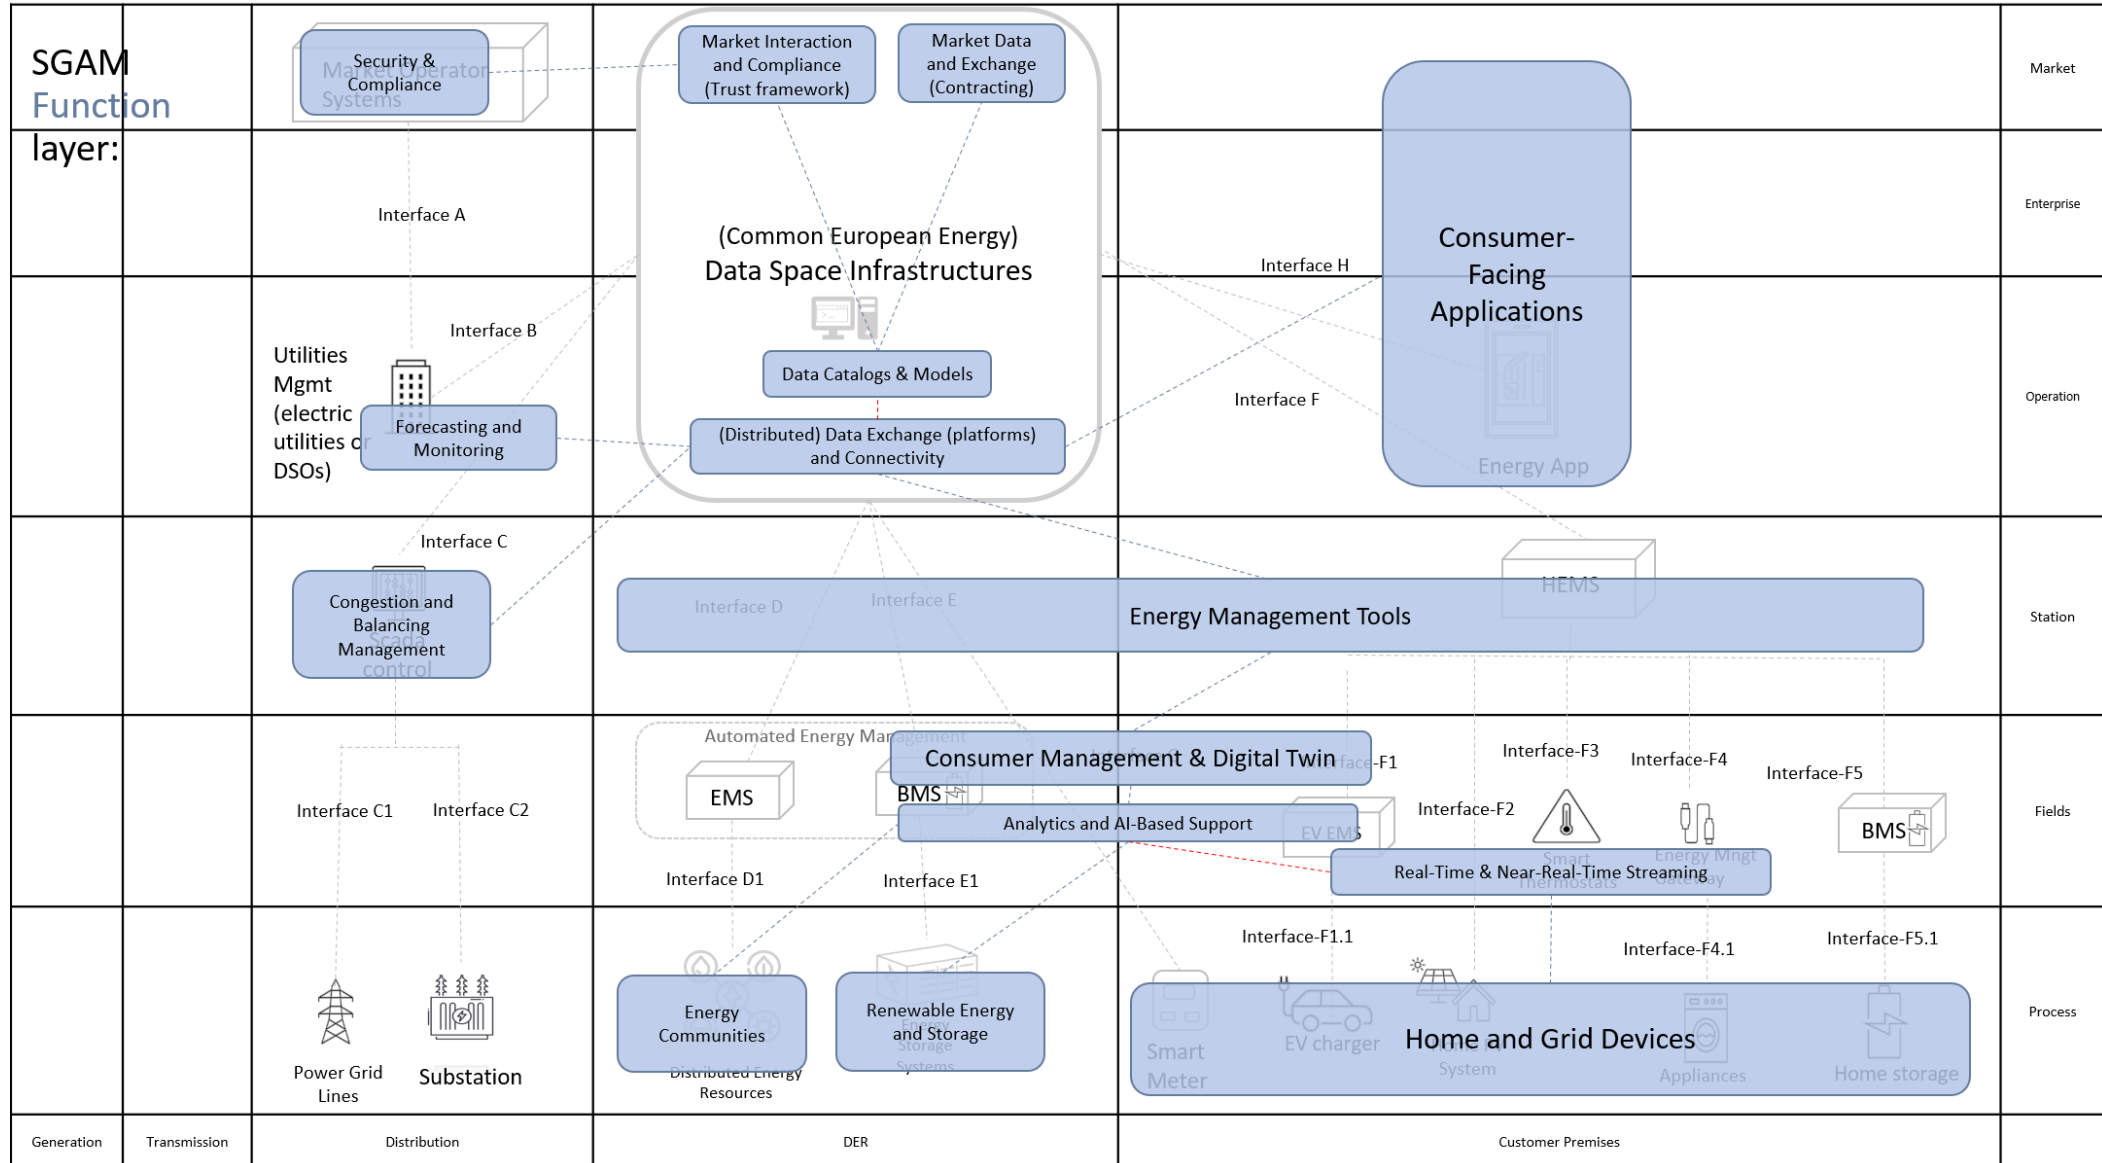 SGAM
Function
layer:
Market Operator
Systems
Security &
Compliance
Market Interaction
and Compliance
(Trust framework)
Market Data
and Exchange
(Contracting)
Market
Interface A
Enterprise
(Common European Energy)
Data Space Infrastructures
Interface H
Consumer-
Facing
Applications
Interface B
Utilities
Mgmt
(electric
utilities or
DSOs)
Forecasting and
Monitoring
Data Catalogs & Models
(Distributed) Data Exchange (platforms)
and Connectivity
Interface F
Energy App
Operation
Interface C
Congestion and
Balancing
Management
Scada
control
Interface D
Interface E
HEMS
Energy Management Tools
Station
Automated Energy Management
Consumer Management & Digital Twin
Interface-F1
Interface-F3
Interface-F4
Interface-F5
EMS
BMS
Interface C1
Interface C2
Analytics and AI-Based Support
EV EMS
Interface-F2
BMS
Smart
Thermostats
Energy Mngt
Gateway
Real-Time & Near-Real-Time Streaming
Interface D1
Interface E1
Fields
Interface-F1.1
Interface-F4.1
Interface-F5.1
Power Grid
Lines
Substation
Energy
Communities
Distributed Energy
Resources
Renewable Energy
and Storage
Energy
Storage
Systems
Home and Grid Devices
Smart
Meter
EV charger
System
Appliances
Home storage
Process
Generation
Transmission
Distribution
DER
Customer Premises